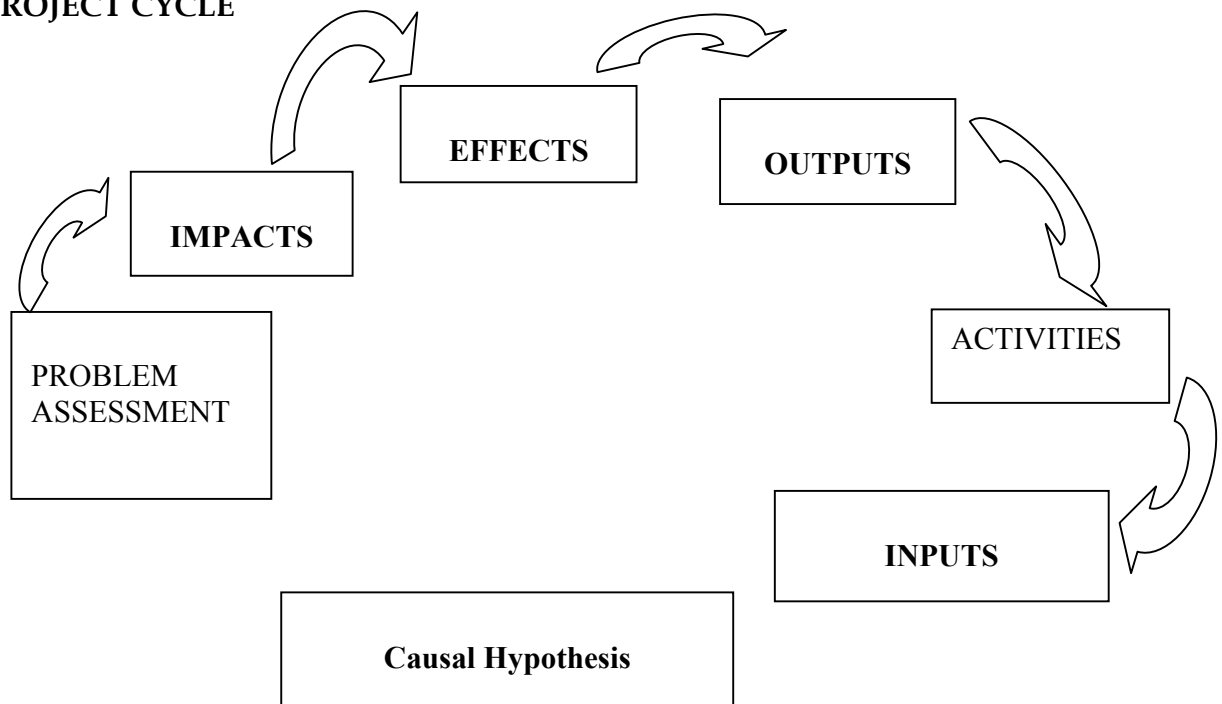 ROJECT CYCLE
EFFECTS
OUTPUTS
IMPACTS
ACTIVITIES
PROBLEM
ASSESSMENT
INPUTS
Causal Hypothesis